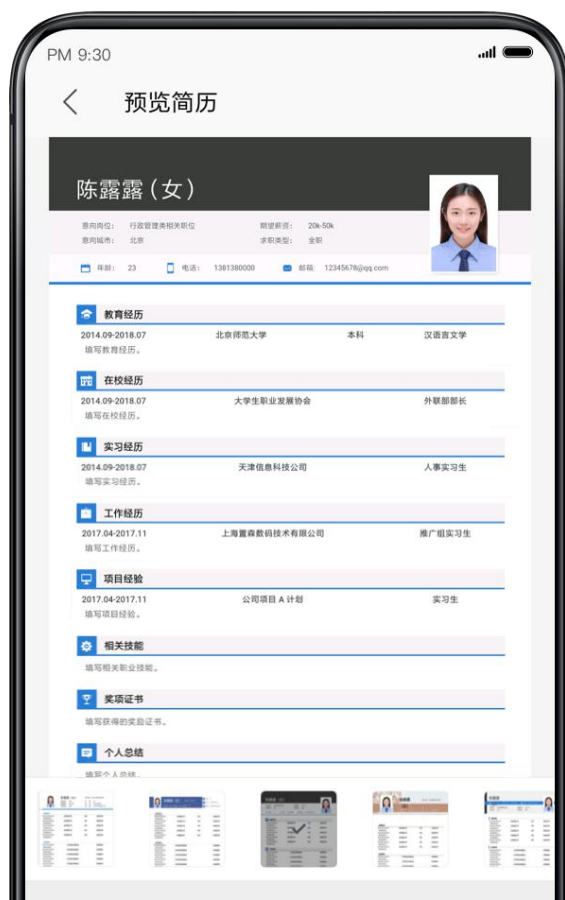 PM 9:30
预览简历
陈露露（女）
意向岗位： 行政管理类相关职位 期望薪资： 20k-50k
意向城市： 北京 求职类型： 全职
年龄： 23 电话： 1381380000 邮箱: 12345678@qq.com
教育经历
2014.09-2018.07 北京师范大学 本科 汉语言文学
填写教育经历。
在校经历
2014.09-2018.07 大学生职业发展协会 外联部部长
填写在校经历。
实习经历
2014.09-2018.07 天津信息科技公司 人事实习生
填写实习经历。
工作经历
2017.04-2017.11 上海置森数码技术有限公司 推广组实习生
填写工作经历。
项目经验
2017.04-2017.11 公司项目 A 计划 实习生
填写项目经验。
相关技能
填写相关职业技能。
奖项证书
填写获得的奖励证书。
个人总结
填写个人总结。